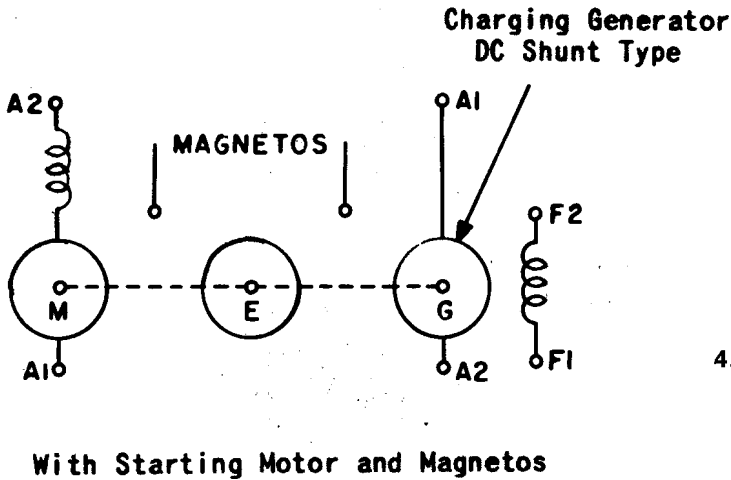 Charging Generator
DC Shunt Type
A2
A1
MAGNETOS
F2
M
E
G
A1
A2
F1
4.
With Starting Motor and Magnetos